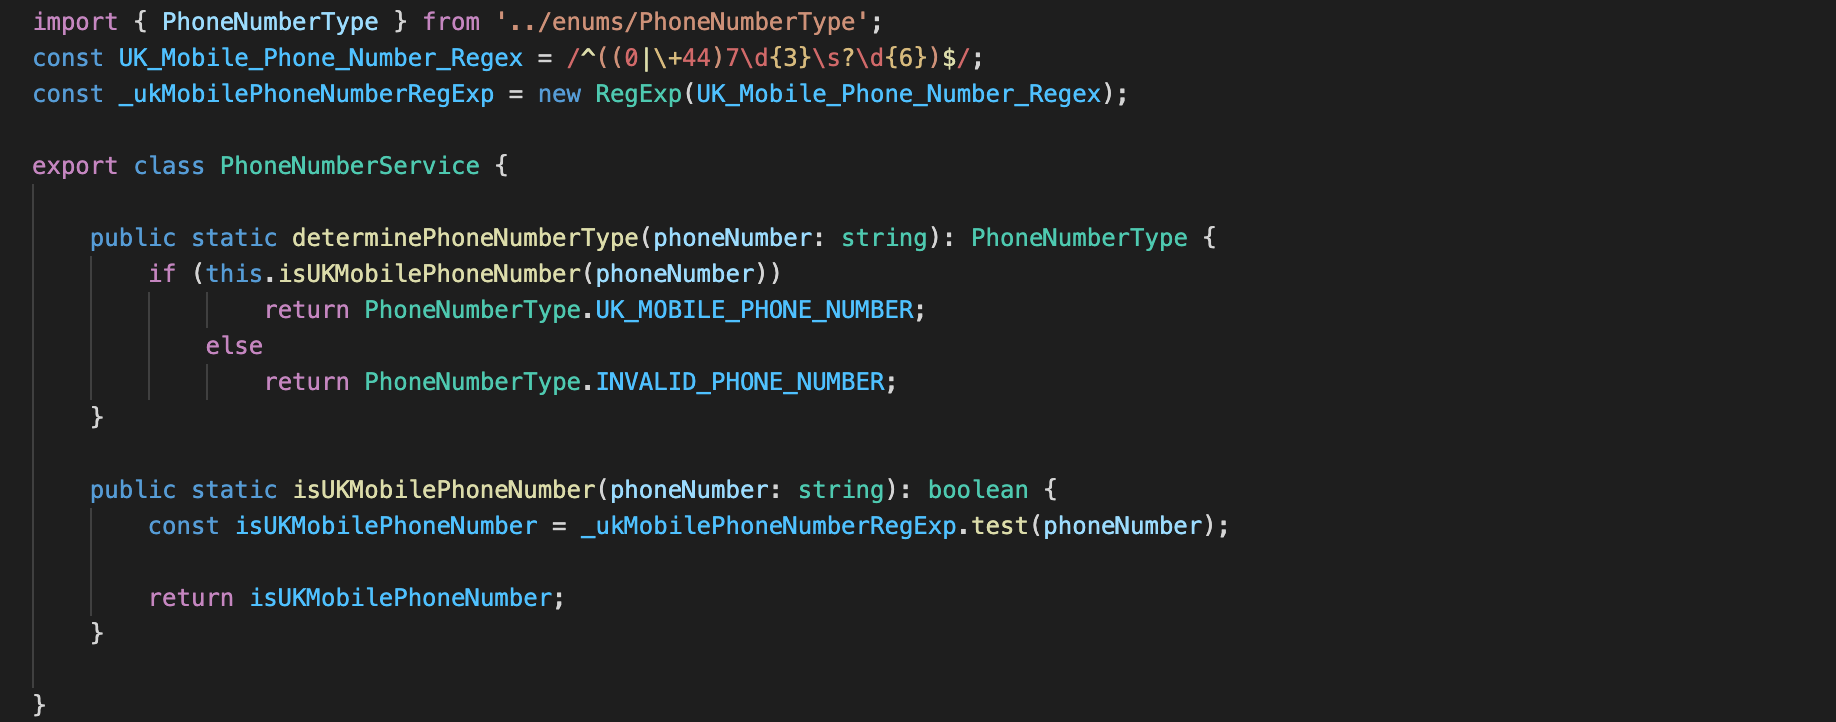 import { PhoneNumberType } from '../enums/PhoneNumberType';
const UK_Mobile_Phone_Number_Regex = /^((0|\+44)7\d{3}\s?\d{6})$/;
const _ukMobilePhoneNumberRegExp = new RegExp(UK_Mobile_Phone_Number_Regex);
export class PhoneNumberService {
public static determinePhoneNumberType(phoneNumber: string): PhoneNumberType {
if (this.isUKMobilePhoneNumber(phoneNumber))
return PhoneNumberType.UK_MOBILE_PHONE_NUMBER;
else
return PhoneNumberType.INVALID_PHONE_NUMBER;
}
public static isUKMobilePhoneNumber(phoneNumber: string): boolean {
const isUKMobilePhoneNumber = _ukMobilePhoneNumberRegExp.test(phoneNumber);
return isUKMobilePhoneNumber;
}
}